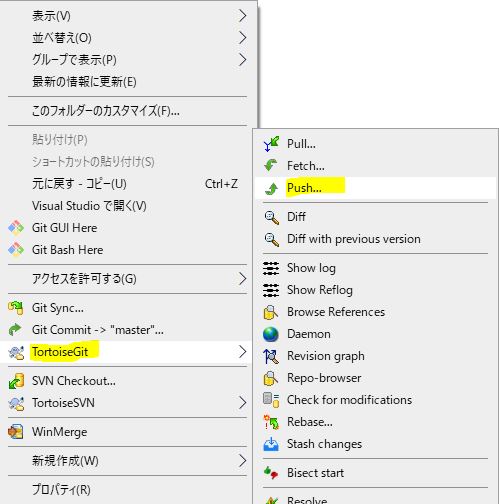 表示(V)
並べ替え(O)
グループで表示(P)
最新の情報に更新(E)
このフォルダーのカスタマイズ(F)...
貼り付け(P)
ショートカットの貼り付け(S)
元に戻す - コピー(U) Ctrl+Z
Visual Studio で開く(V)
Git GUI Here
Git Bash Here
アクセスを許可する(G)
Git Sync...
Git Commit -> "master"...
TortoiseGit
SVN Checkout...
TortoiseSVN
WinMerge
新規作成(W)
プロパティ(R)
Pull...
Fetch...
Push...
Diff
Diff with previous version
Show log
Show Reflog
Browse References
Daemon
Revision graph
Repo-browser
Check for modifications
Rebase...
Stash changes
Bisect start
Resolve...